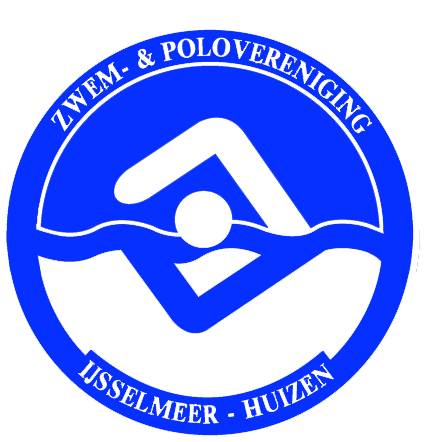 ZWEM- & POLOVERENIGING
IJSSELMEER - HUIZEN